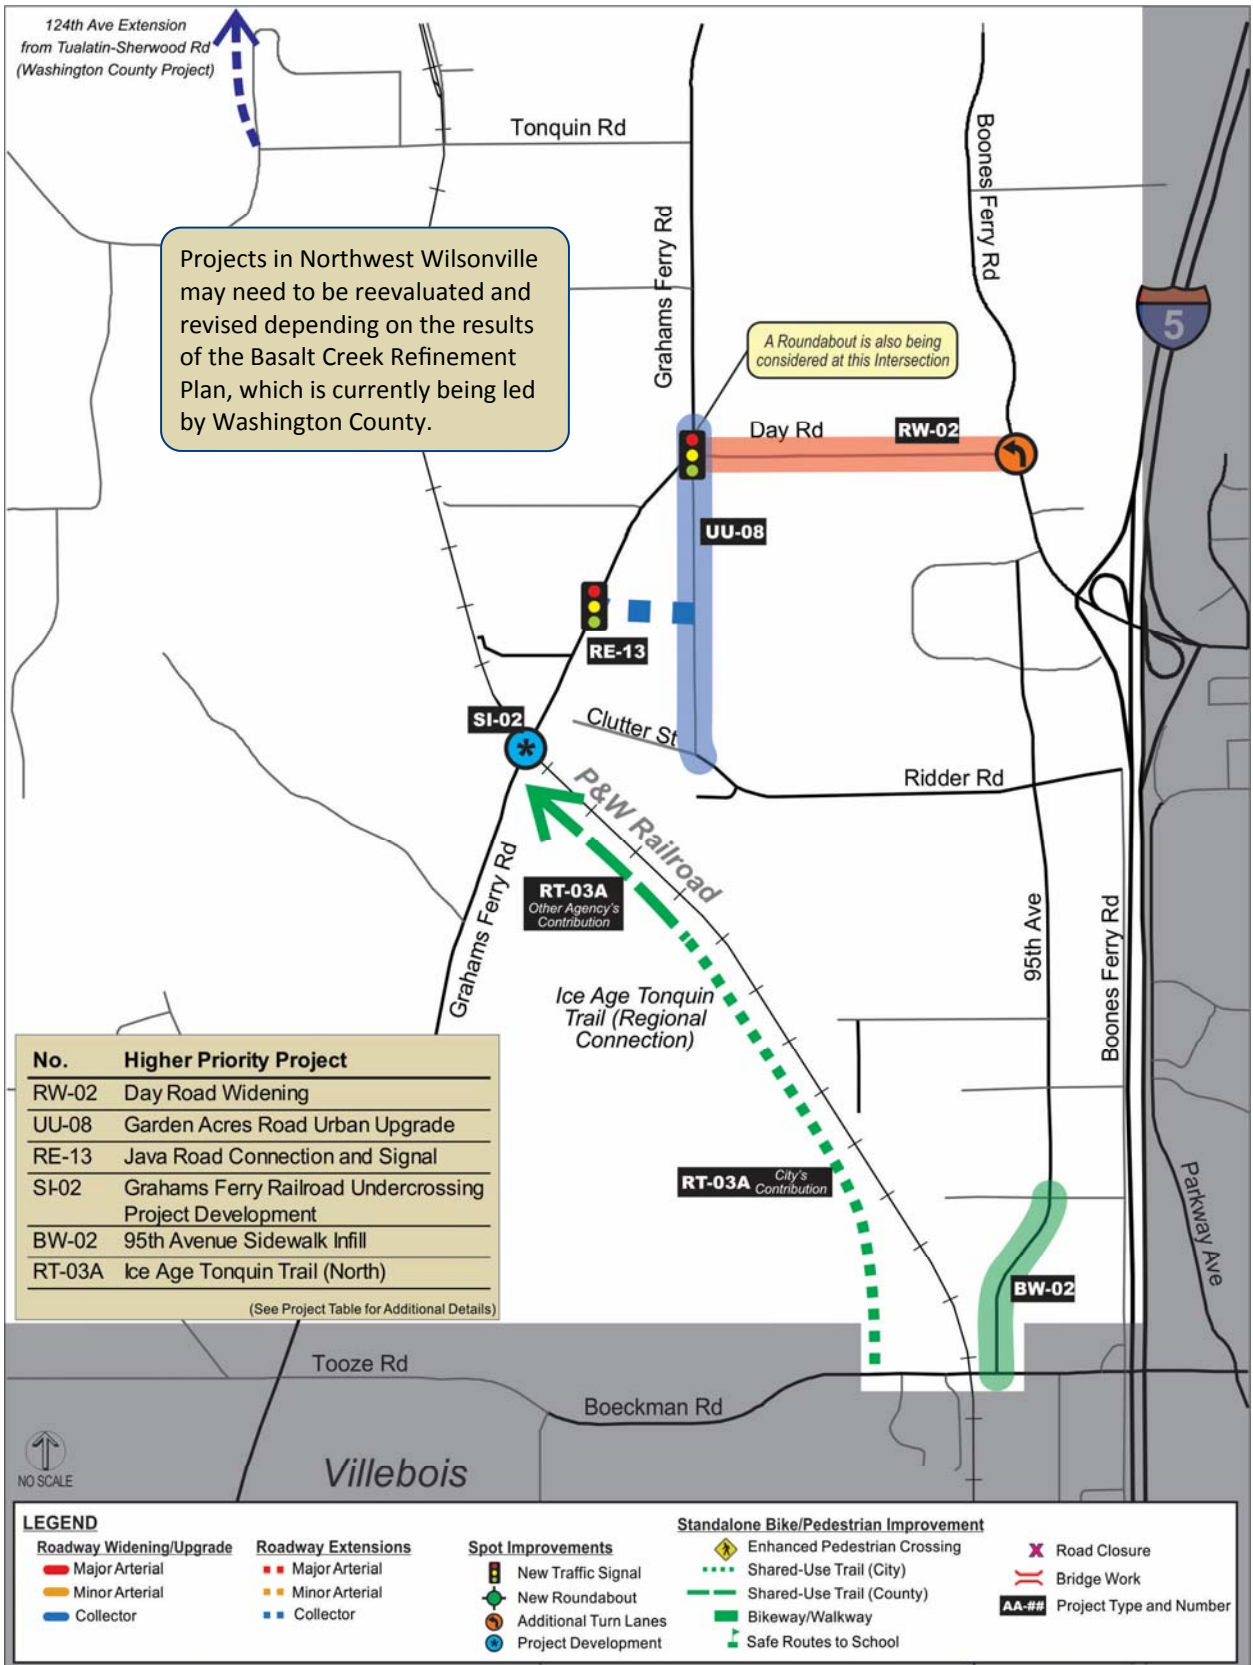 124th Ave Extension
from Tualatin-Sherwood Rd
(Washington County Project)
Tonquin Rd
Boones Ferry Rd
Grahams Ferry Rd
Projects in Northwest Wilsonville
may need to be reevaluated and
revised depending on the results
of the Basalt Creek Refinement
Plan, which is currently being led
by Washington County.
5
A Roundabout is also being
considered at this Intersection
Day Rd
RW-02
UU-08
RE-13
SI-02
*
Clutter St
P&W Railroad
Ridder Rd
Grahams Ferry Rd
RT-03A
Other Agency's
Contribution
95th Ave
Boones Ferry Rd
Ice Age Tonquin
Trail (Regional
Connection)
No. Higher Priority Project
RW-02 Day Road Widening
UU-08 Garden Acres Road Urban Upgrade
RE-13 Java Road Connection and Signal
SI-02 Grahams Ferry Railroad Undercrossing
Project Development
BW-02 95th Avenue Sidewalk Infill
RT-03A Ice Age Tonquin Trail (North)
(See Project Table for Additional Details)
RT-03A City's
Contribution
Parkway Ave
BW-02
Tooze Rd
Boeckman Rd
NO SCALE
Villebois
LEGEND
Roadway Widening/Upgrade
Major Arterial
Minor Arterial
Collector
Roadway Extensions
Major Arterial
Minor Arterial
Collector
Spot Improvements
New Traffic Signal
New Roundabout
Additional Turn Lanes
* Project Development
Standalone Bike/Pedestrian Improvement
Enhanced Pedestrian Crossing
Shared-Use Trail (City)
Shared-Use Trail (County)
Bikeway/Walkway
Safe Routes to School
X Road Closure
Bridge Work
AA-## Project Type and Number